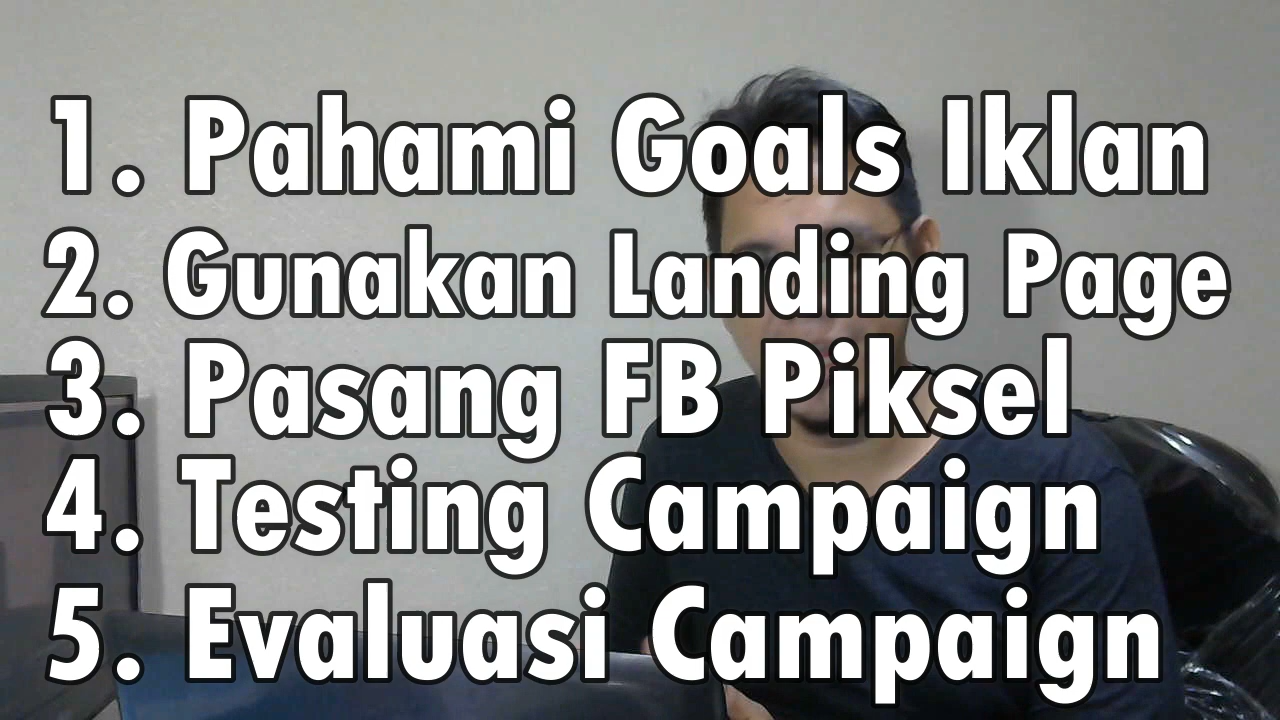 1. Pahami Goals Iklan
2. Gunakan Landing Page
3. Pasang FB Piksel
4. Testing Campaign
5. Evaluasi Campaign